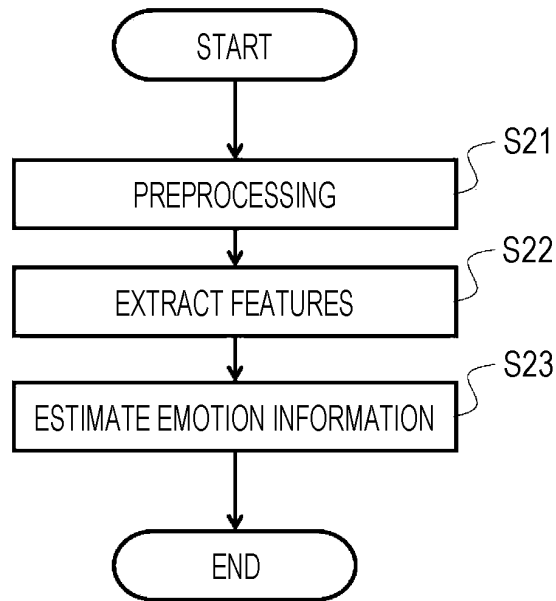 START
S21
PREPROCESSING
S22
EXTRACT FEATURES
S23
ESTIMATE EMOTION INFORMATION
END